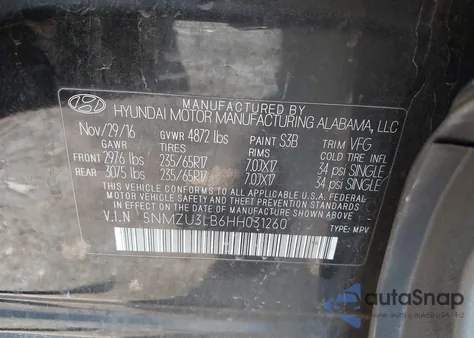 MANUFACTURED BY
HYUNDAI MOTOR MANUFACTURING ALABAMA, LLC
Nov/29/16 GVWR 4872 lbs PAINT S3B TRIM VFG
GAWR TIRES RIMS COLD TIRE INFLATION
FRONT 2976 lbs 235/65R17 7.0JX17 34 psi SINGLE
REAR 3075 lbs 235/65R17 7.0JX17 34 psi SINGLE
THIS VEHICLE CONFORMS TO ALL APPLICABLE U.S.A. FEDERAL
MOTOR VEHICLE SAFETY, BUMPER, AND THEFT PREVENTION STANDARDS
IN EFFECT ON THE DATE OF MANUFACTURE SHOWN ABOVE.
V.I.N 5NMZU3LB6HH031260
TYPE: MPV
autoSnap